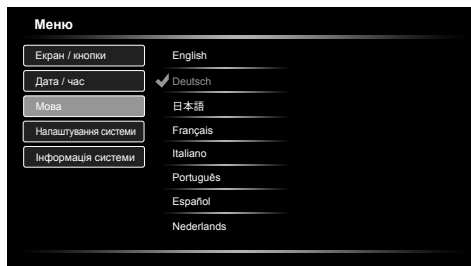 Меню
Екран / кнопки
Дата / час
Мова
Налаштування системи
Інформація системи
English
Deutsch
日本語
Français
Italiano
Português
Español
Nederlands